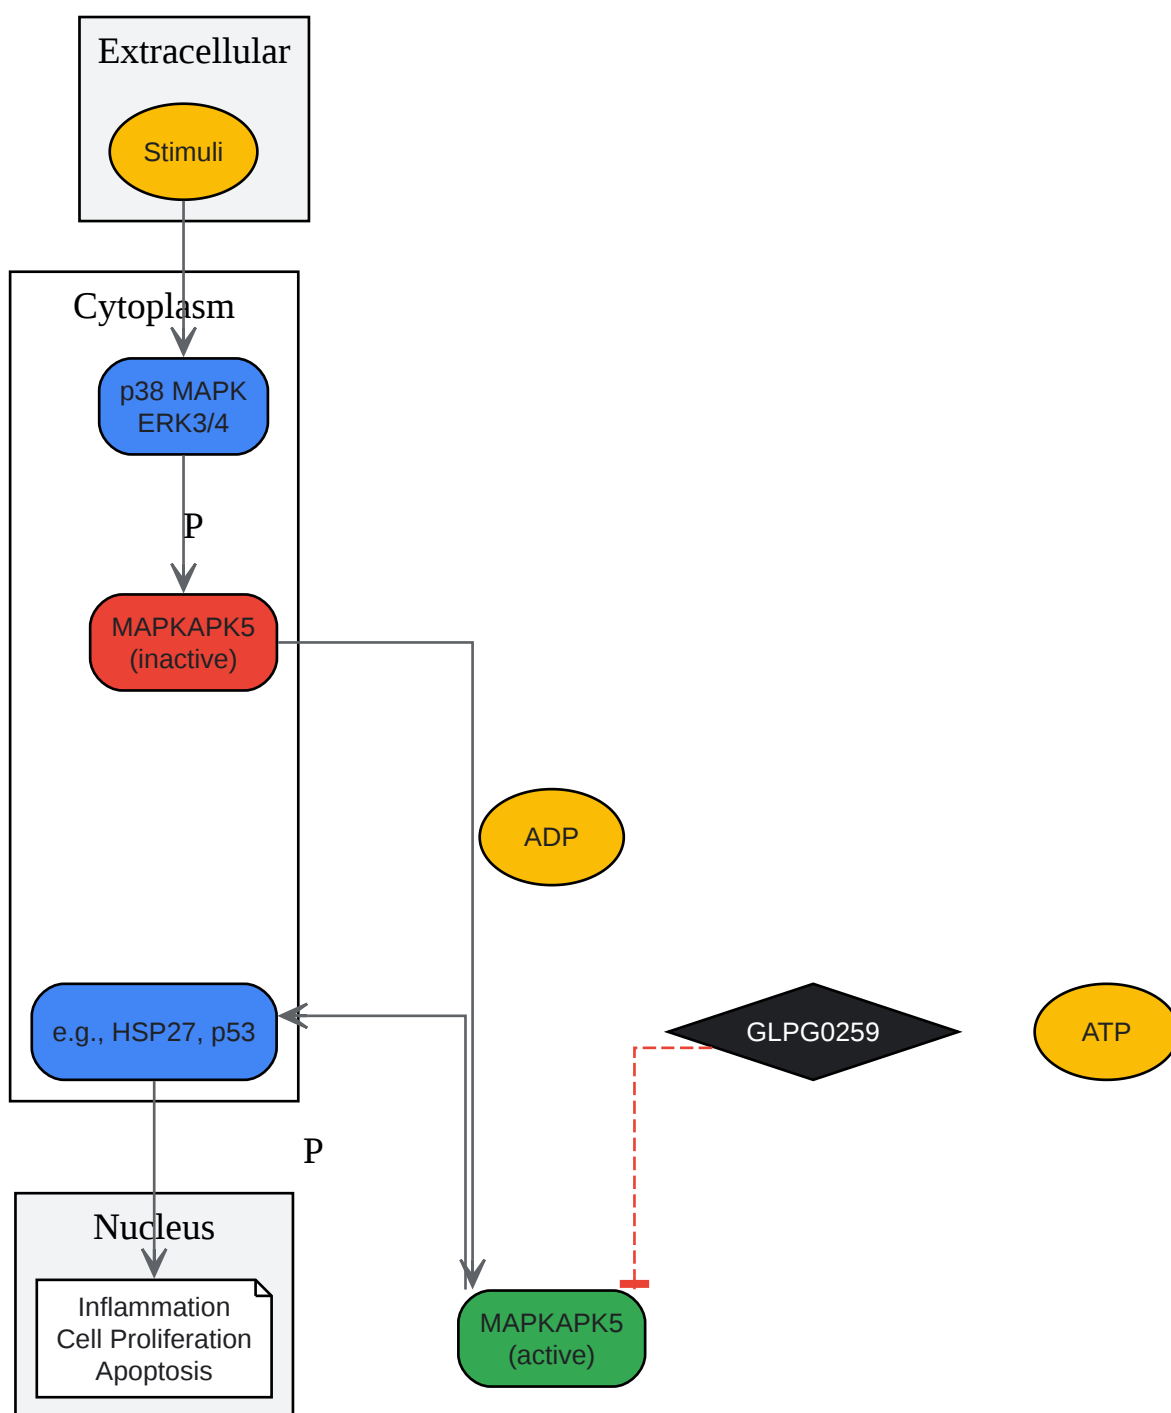 Extracellular
Stimuli
Cytoplasm
p38 MAPK
ERK3/4
P
MAPKAPK5
(inactive)
ADP
e.g., HSP27, p53
GLPG0259
ATP
P
Nucleus
Inflammation
Cell Proliferation
Apoptosis
MAPKAPK5
(active)